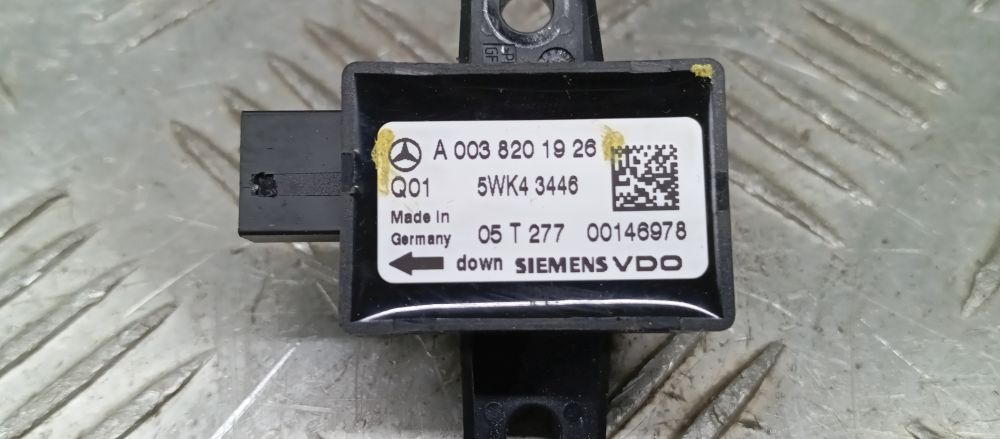 A 003 820 19 26
Q01 5WK4 3446
Made in
Germany 05 T 277 00146978
down SIEMENS VDO